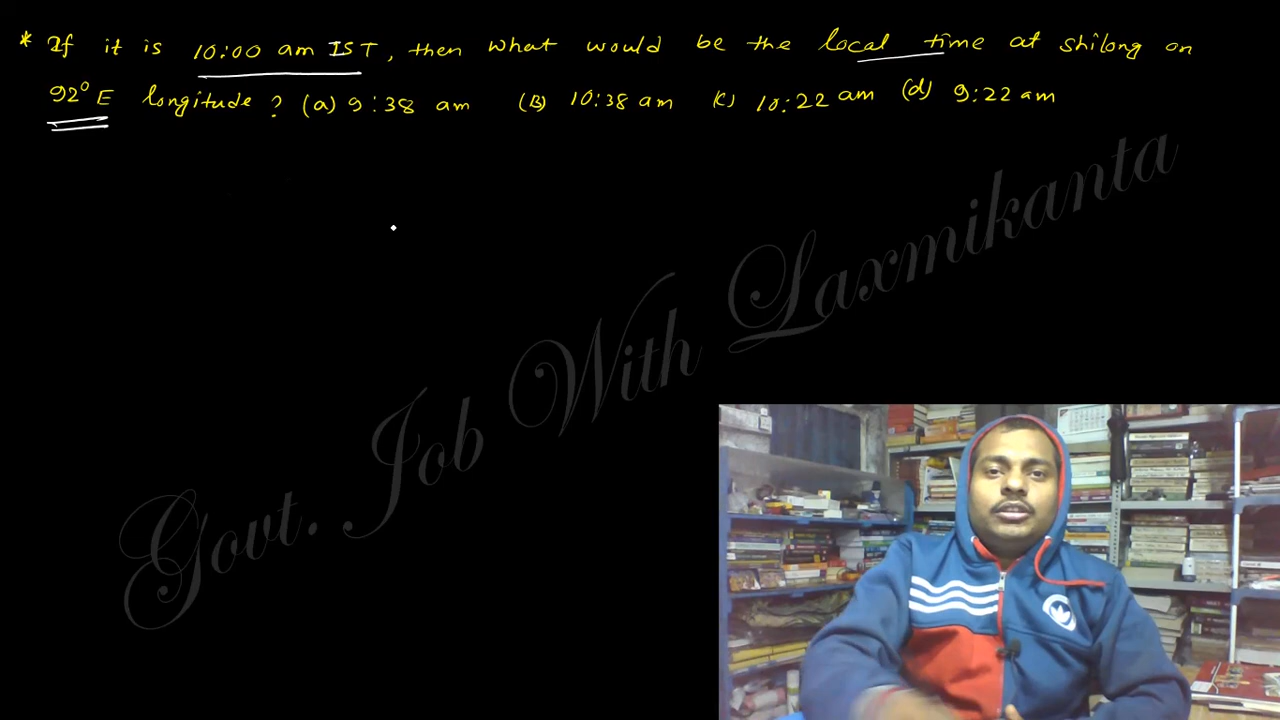 * If it is 10:00 am IST, then what would be the local time at shilong on
92° E longitude ? (a) 9:38 am (B) 10:38 am (c) 10:22 am (d) 9:22 am
Govt. Job With Laxmikanta